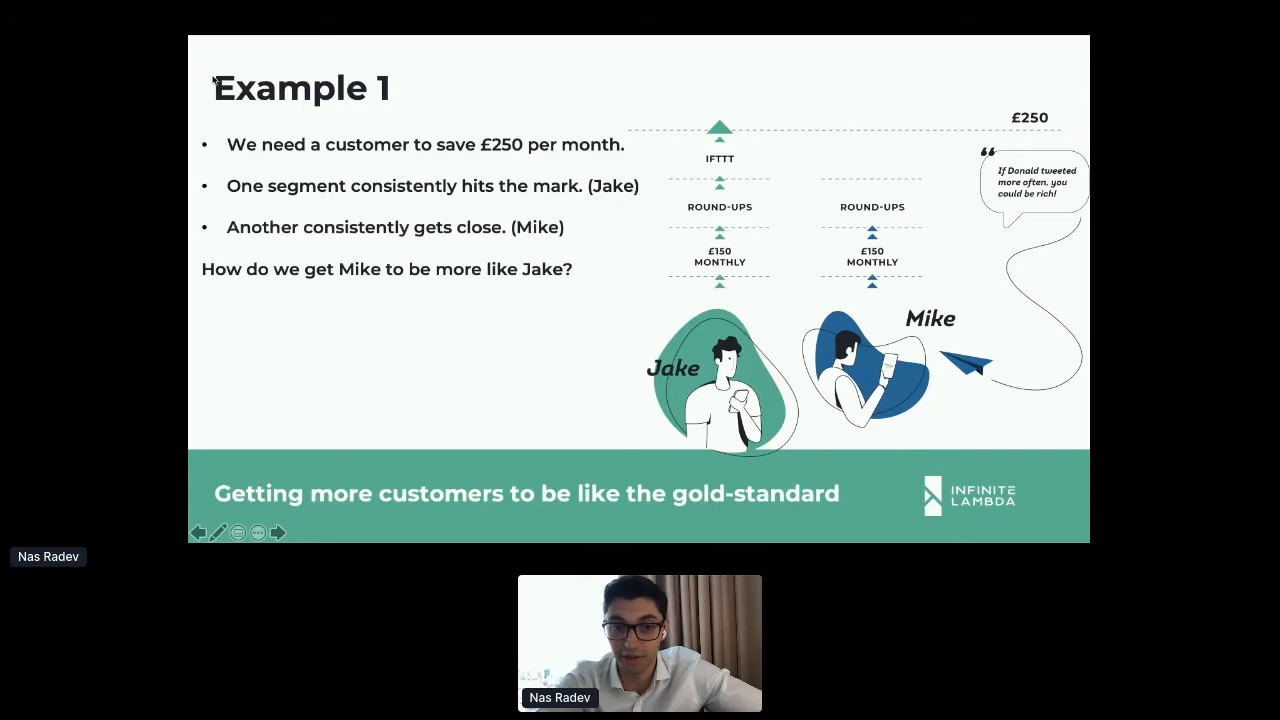 Example 1
• We need a customer to save £250 per month.
• One segment consistently hits the mark. (Jake)
• Another consistently gets close. (Mike)
How do we get Mike to be more like Jake?
£250
IFTTT
ROUND-UPS
£150
MONTHLY
ROUND-UPS
£150
MONTHLY
“
If Donald tweeted
more often, you
could be rich!
Jake
Mike
Getting more customers to be like the gold-standard
INFINITE
LAMBDA
Nas Radev
Nas Radev